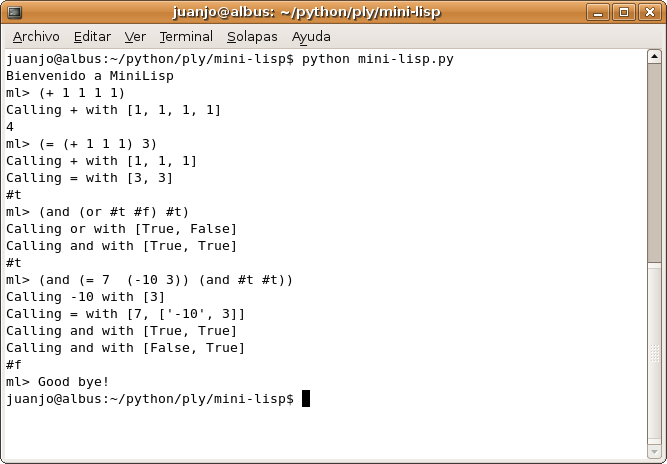 juanjo@albus: ~/python/ply/mini-lisp
Archivo Editar Ver Terminal Solapas Ayuda
juanjo@albus:~/python/ply/mini-lisp$ python mini-lisp.py
Bienvenido a MiniLisp
ml> (+ 1 1 1 1)
Calling + with [1, 1, 1, 1]
4
ml> (= (+ 1 1 1) 3)
Calling + with [1, 1, 1]
Calling = with [3, 3]
#t
ml> (and (or #t #f) #t)
Calling or with [True, False]
Calling and with [True, True]
#t
ml> (and (= 7  (-10 3)) (and #t #t))
Calling -10 with [3]
Calling = with [7, ['-10', 3]]
Calling and with [True, True]
Calling and with [False, True]
#f
ml> Good bye!
juanjo@albus:~/python/ply/mini-lisp$